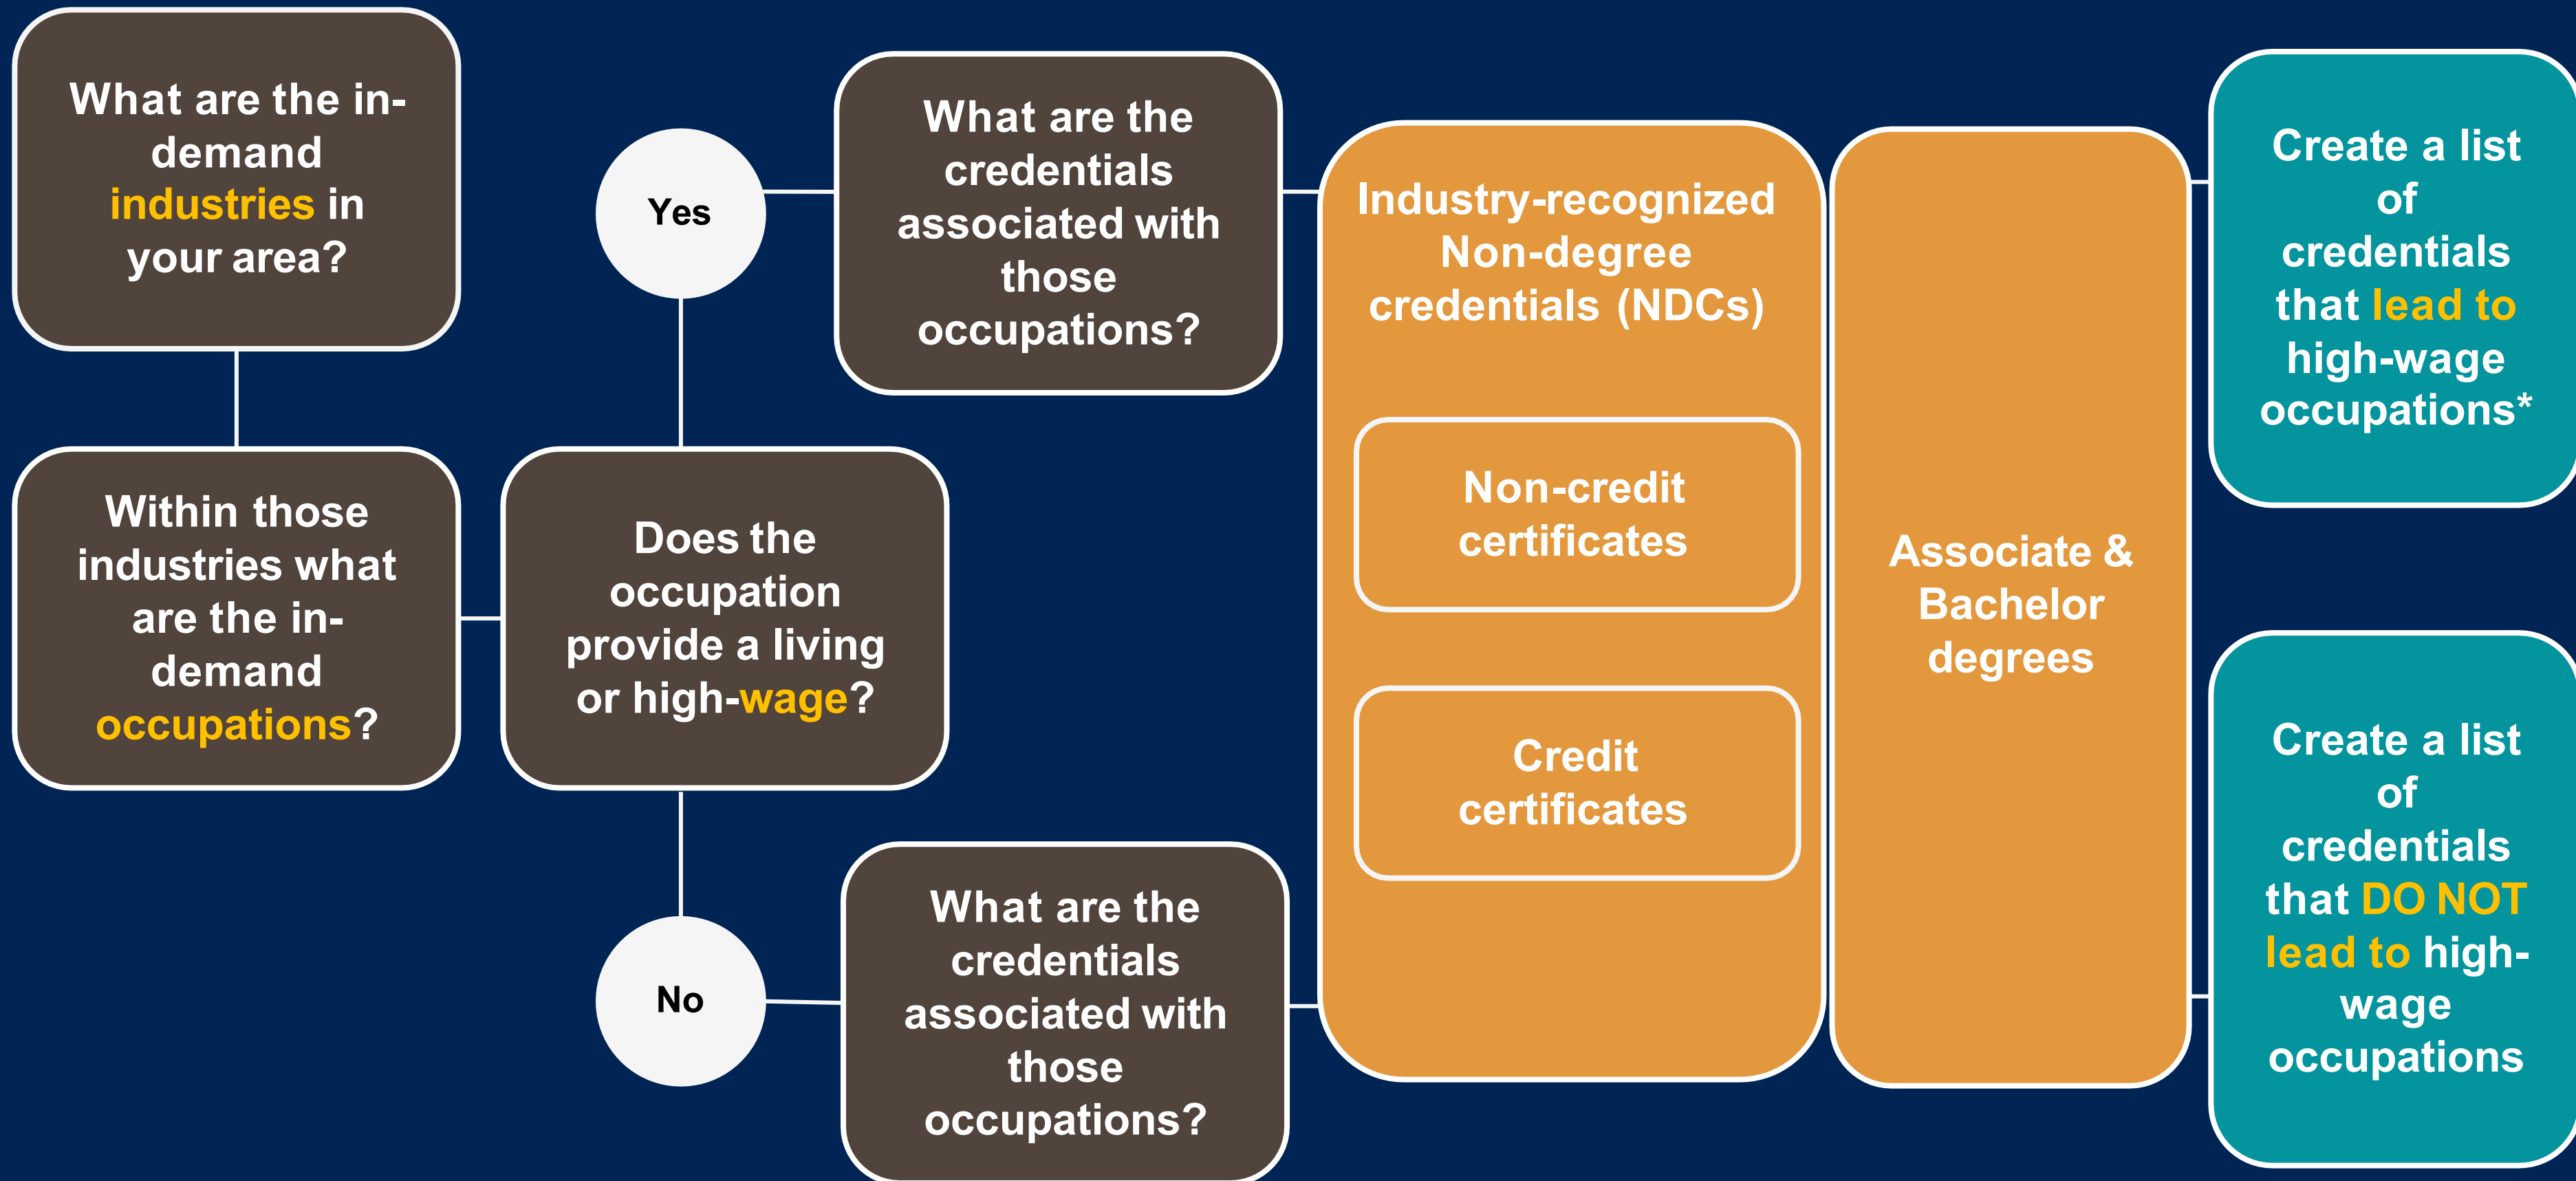 What are the in-
demand
industries in
your area?
Within those
industries what
are the in-
demand
occupations?
Does the
occupation
provide a living
or high-wage?
Yes
What are the
credentials
associated with
those
occupations?
No
What are the
credentials
associated with
those
occupations?
Industry-recognized
Non-degree
credentials (NDCs)
Non-credit
certificates
Credit
certificates
Associate &
Bachelor
degrees
Create a list
of
credentials
that lead to
high-wage
occupations*
Create a list
of
credentials
that DO NOT
lead to high-
wage
occupations